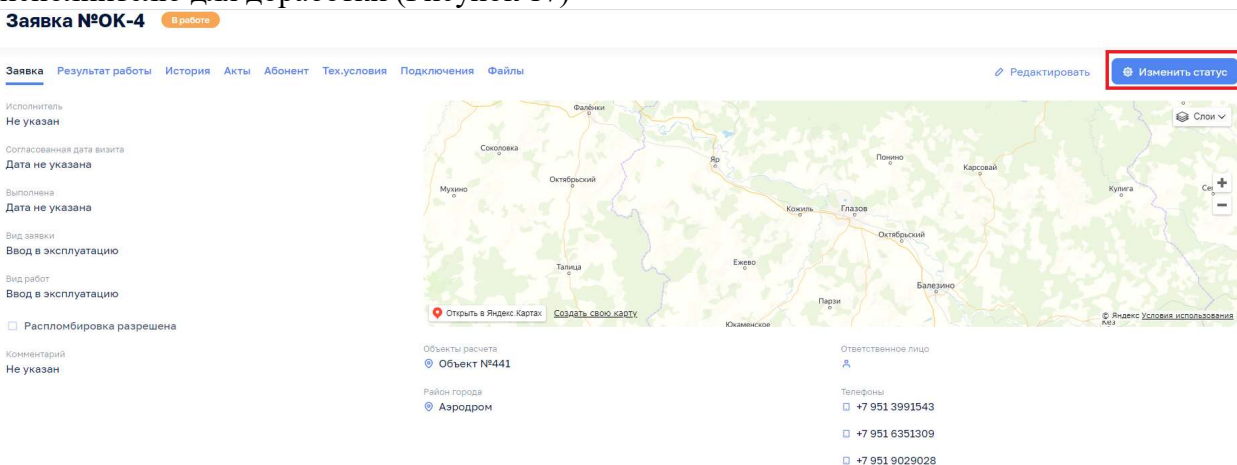 Заявка №ОК-4 В работе
Заявка Результат работы История Акты Абонент Тех.условия Подключения Файлы Редактировать Изменить статус
Исполнитель
Не указан
Согласованная дата визита
Дата не указана
Выполнена
Дата не указана
Вид заявки
Ввод в эксплуатацию
Вид работ
Ввод в эксплуатацию
Распломбировка разрешена
Комментарий
Не указан
Фалёнки
Слои
Соколовка
Яр
Понино
Карсовай
Октябрьский
Мухино
Кулига
Кожиль
Глазов
Октябрьский
Ежево
Талица
Балезино
Парзи
Открыть в Яндекс.Картах Создать свою карту
Юкаменское
© Яндекс Условия использования
Кез
Объекты расчета
Объект №441
Район города
Аэродром
Ответственное лицо
Телефоны
+7 951 3991543
+7 951 6351309
+7 951 9029028